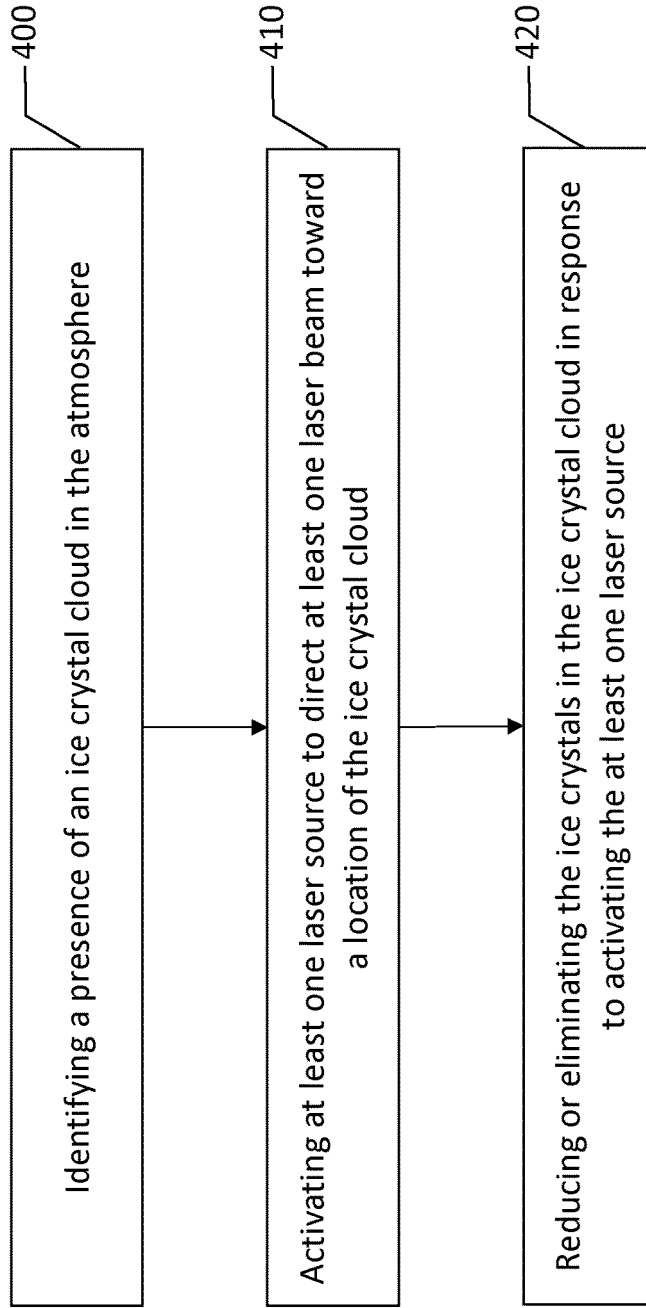 400
Identifying a presence of an ice crystal cloud in the atmosphere
410
Activating at least one laser source to direct at least one laser beam toward
a location of the ice crystal cloud
420
Reducing or eliminating the ice crystals in the ice crystal cloud in response
to activating the at least one laser source